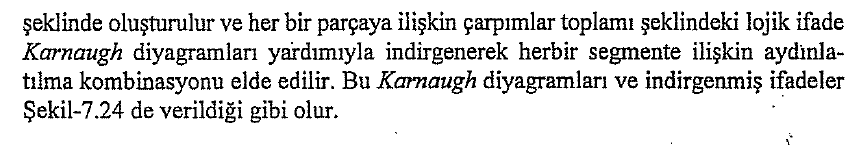 şeklinde oluşturulur ve her bir parçaya ilişkin çarpımlar toplamı şeklindeki lojik ifade
Karnaugh diyagramları yardımıyla indirgenerek herbir segmente ilişkin aydınla-
tılma kombinasyonu elde edilir. Bu Karnaugh diyagramları ve indirgenmiş ifadeler
Şekil-7.24 de verildiği gibi olur.